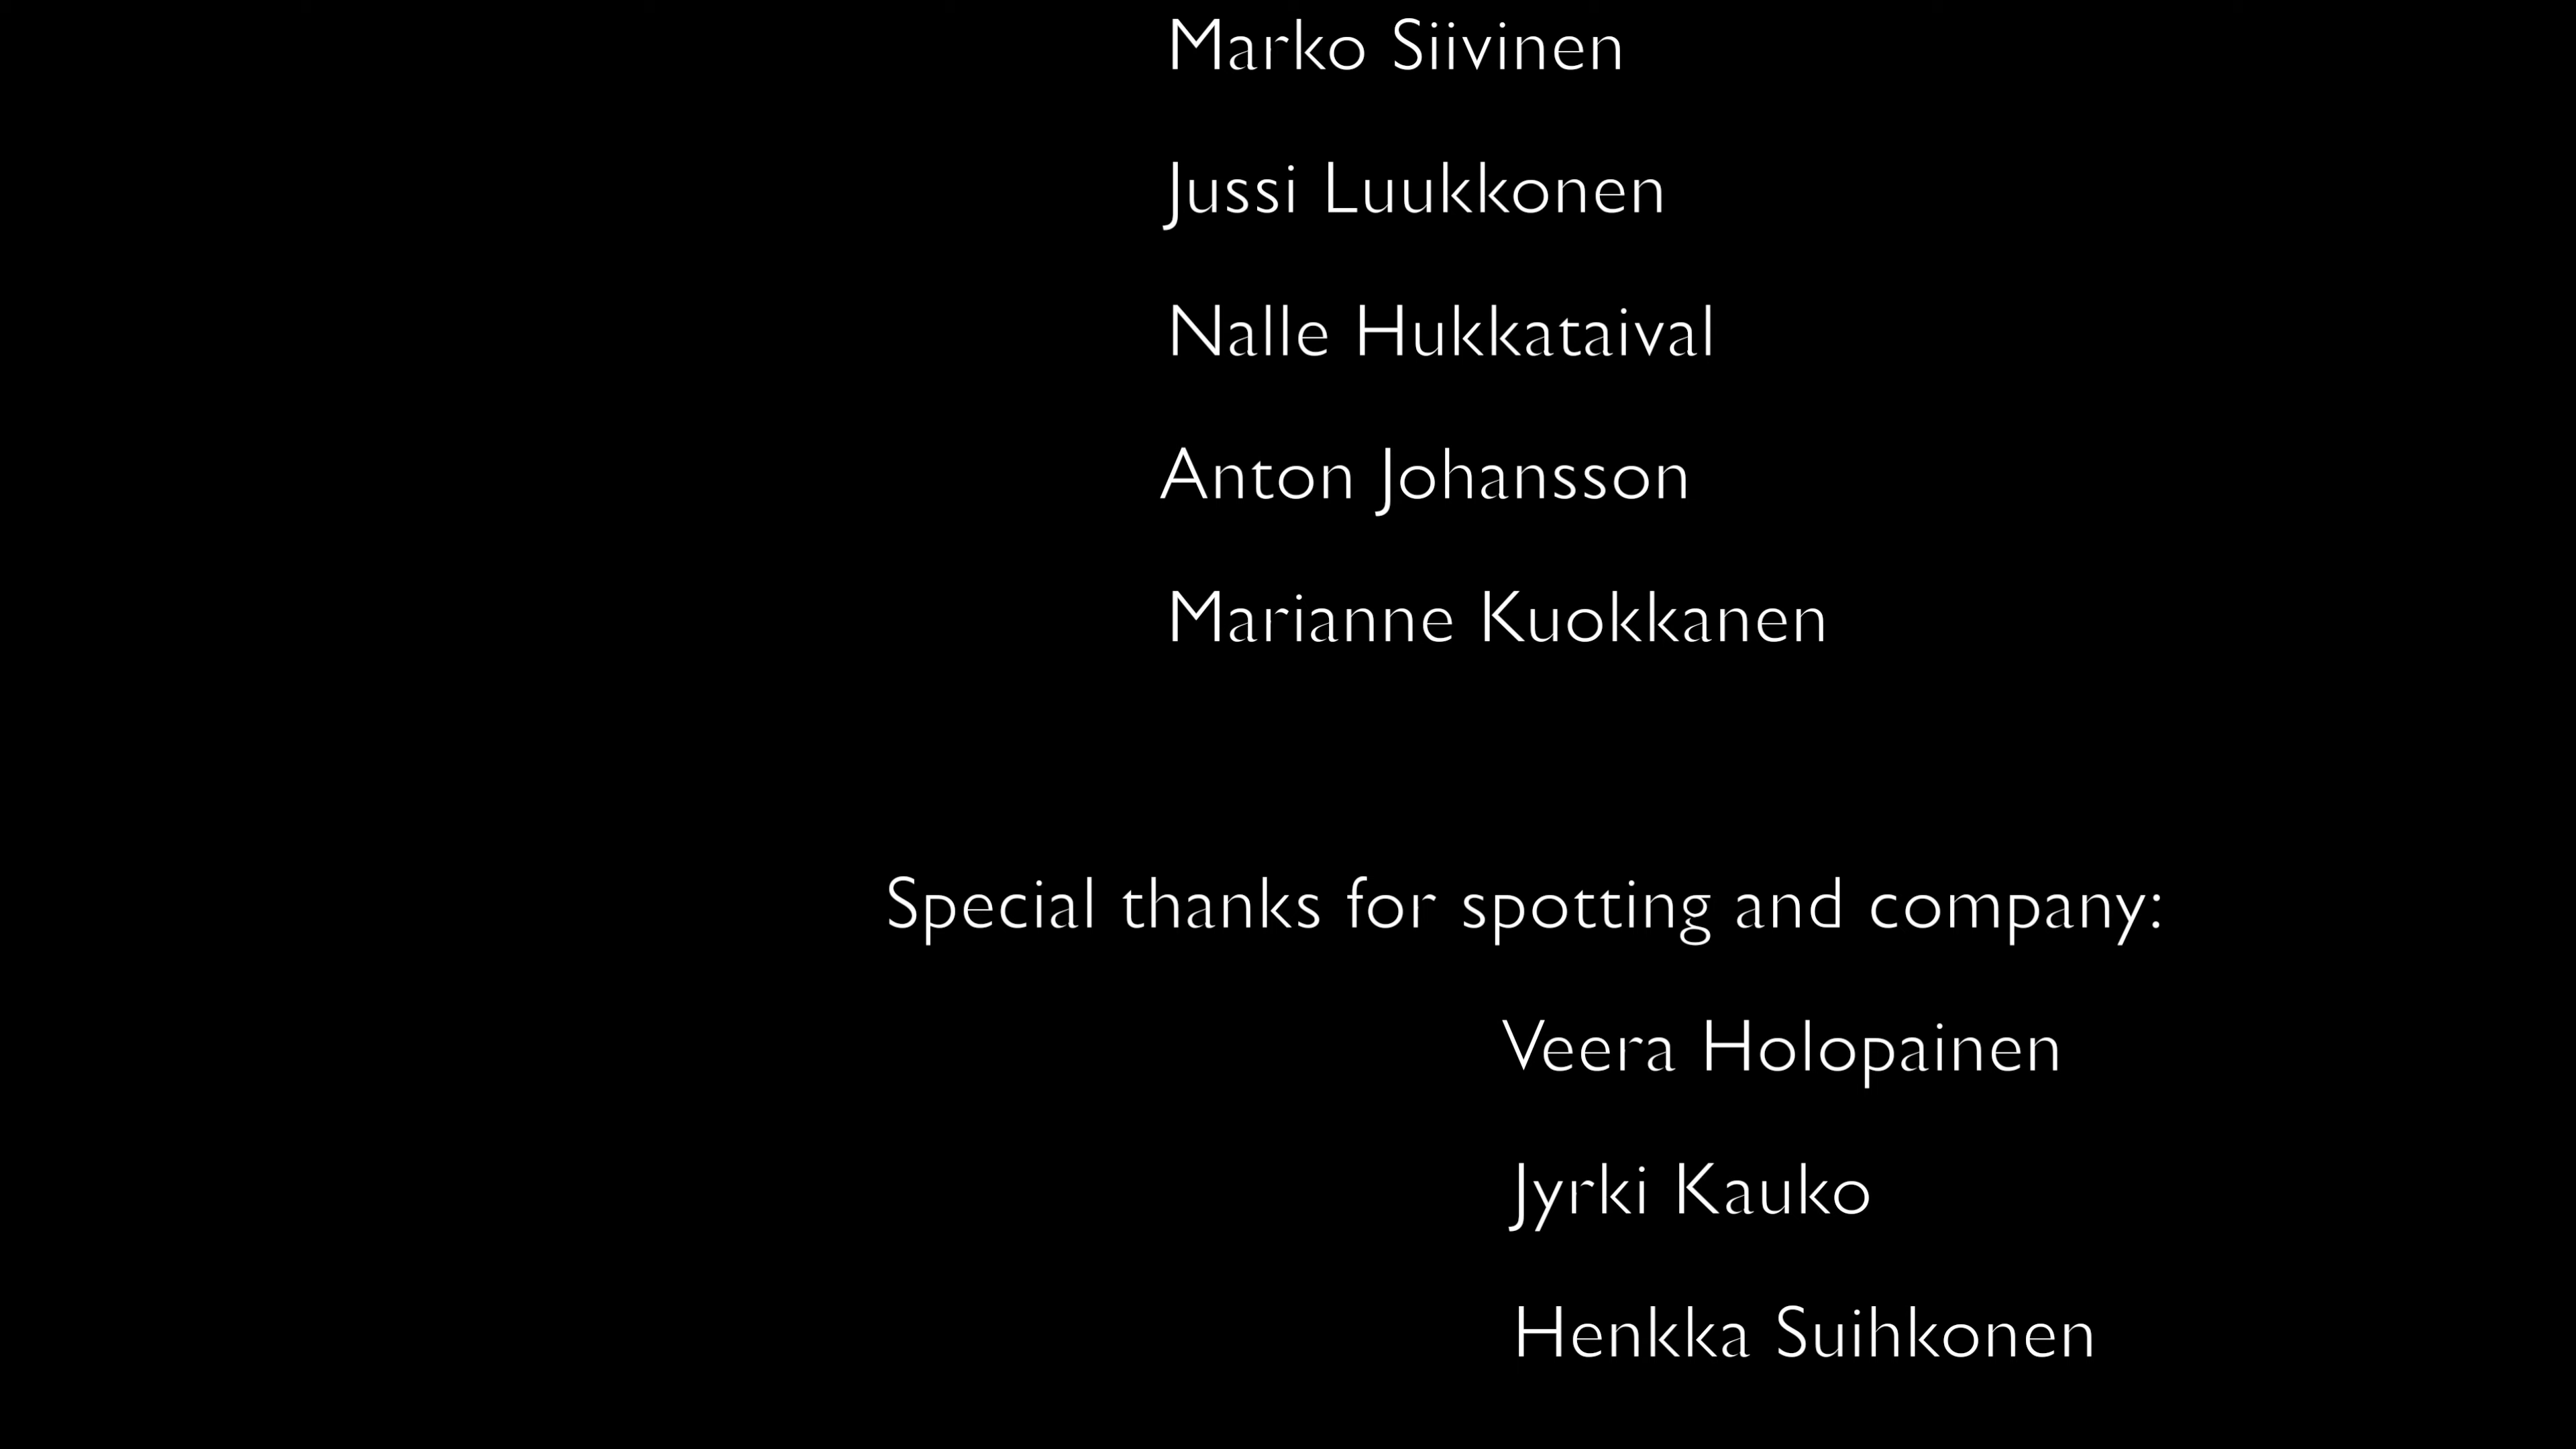 Marko Siivinen
Jussi Luukkonen
Nalle Hukkataival
Anton Johansson
Marianne Kuokkanen
Special thanks for spotting and company:
Veera Holopainen
Jyrki Kauko
Henkka Suihkonen